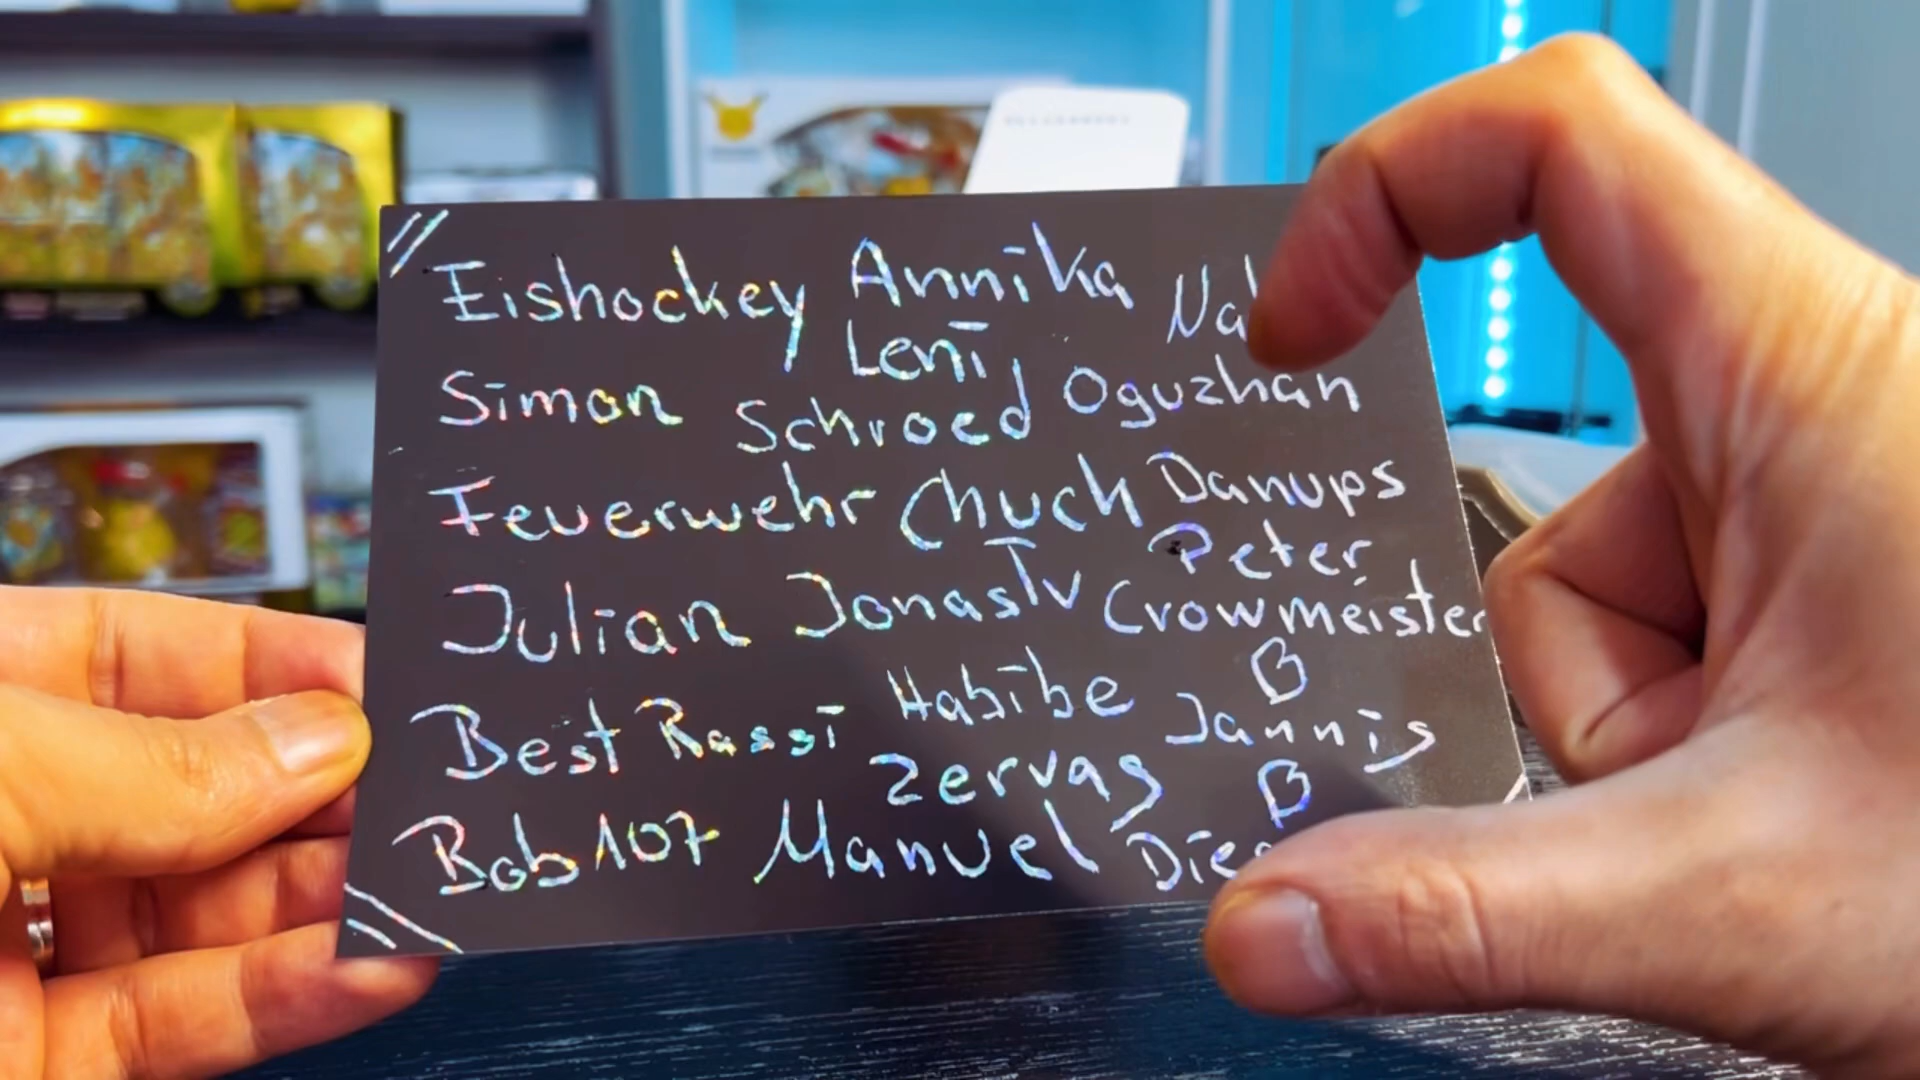 Eishockey Annika
Leni
Simon Schroed Oguzhan
Feuerwehr Chuck Danups
Peter
Julian JonasTv Crowmeister
B
Best Rassi Habibe Jannis
Zervas B
Bob107 Manuel